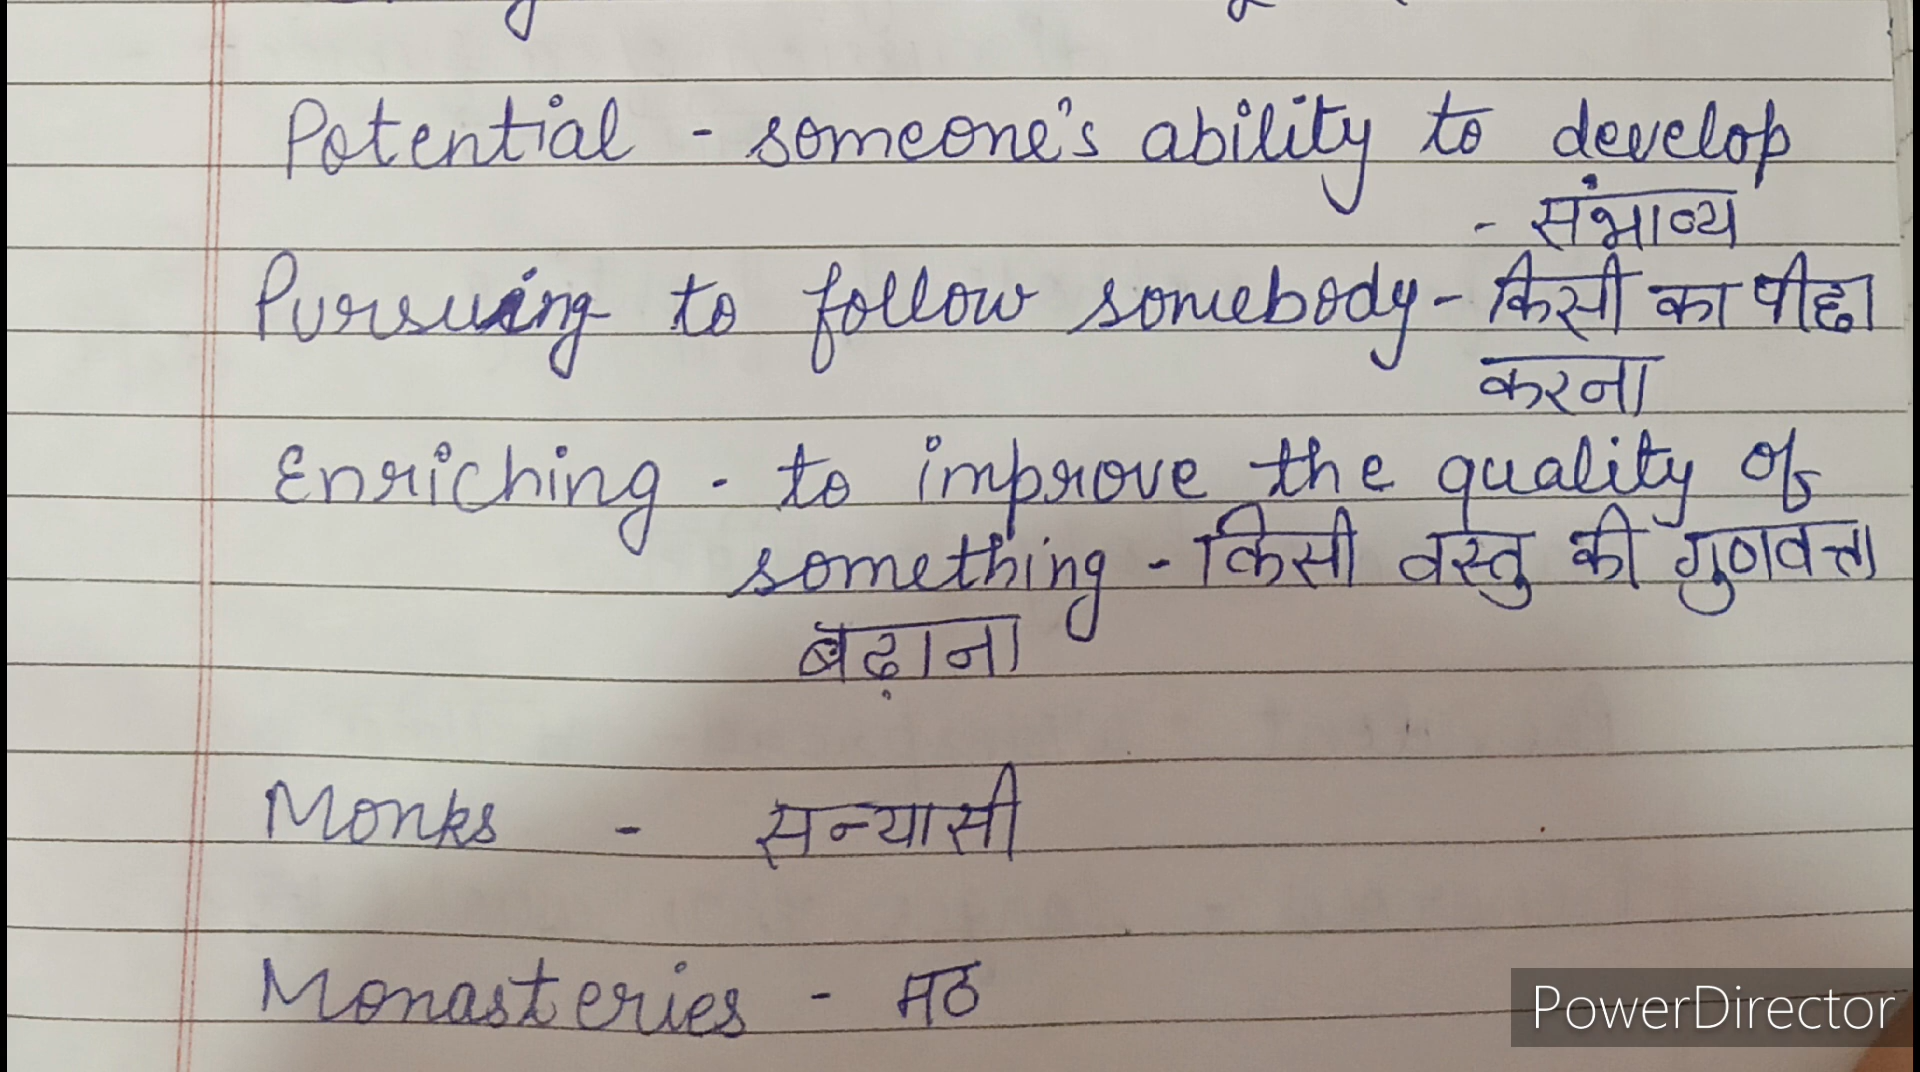 Potential - someone's ability to develop
- संभाव्य
Pursuing to follow somebody - किसी का पीछा
करना
Enriching - to improve the quality of
something - किसी वस्तु की गुणवत्ता
बढ़ाना
Monks - सन्यासी
Monasteries - मठ
PowerDirector